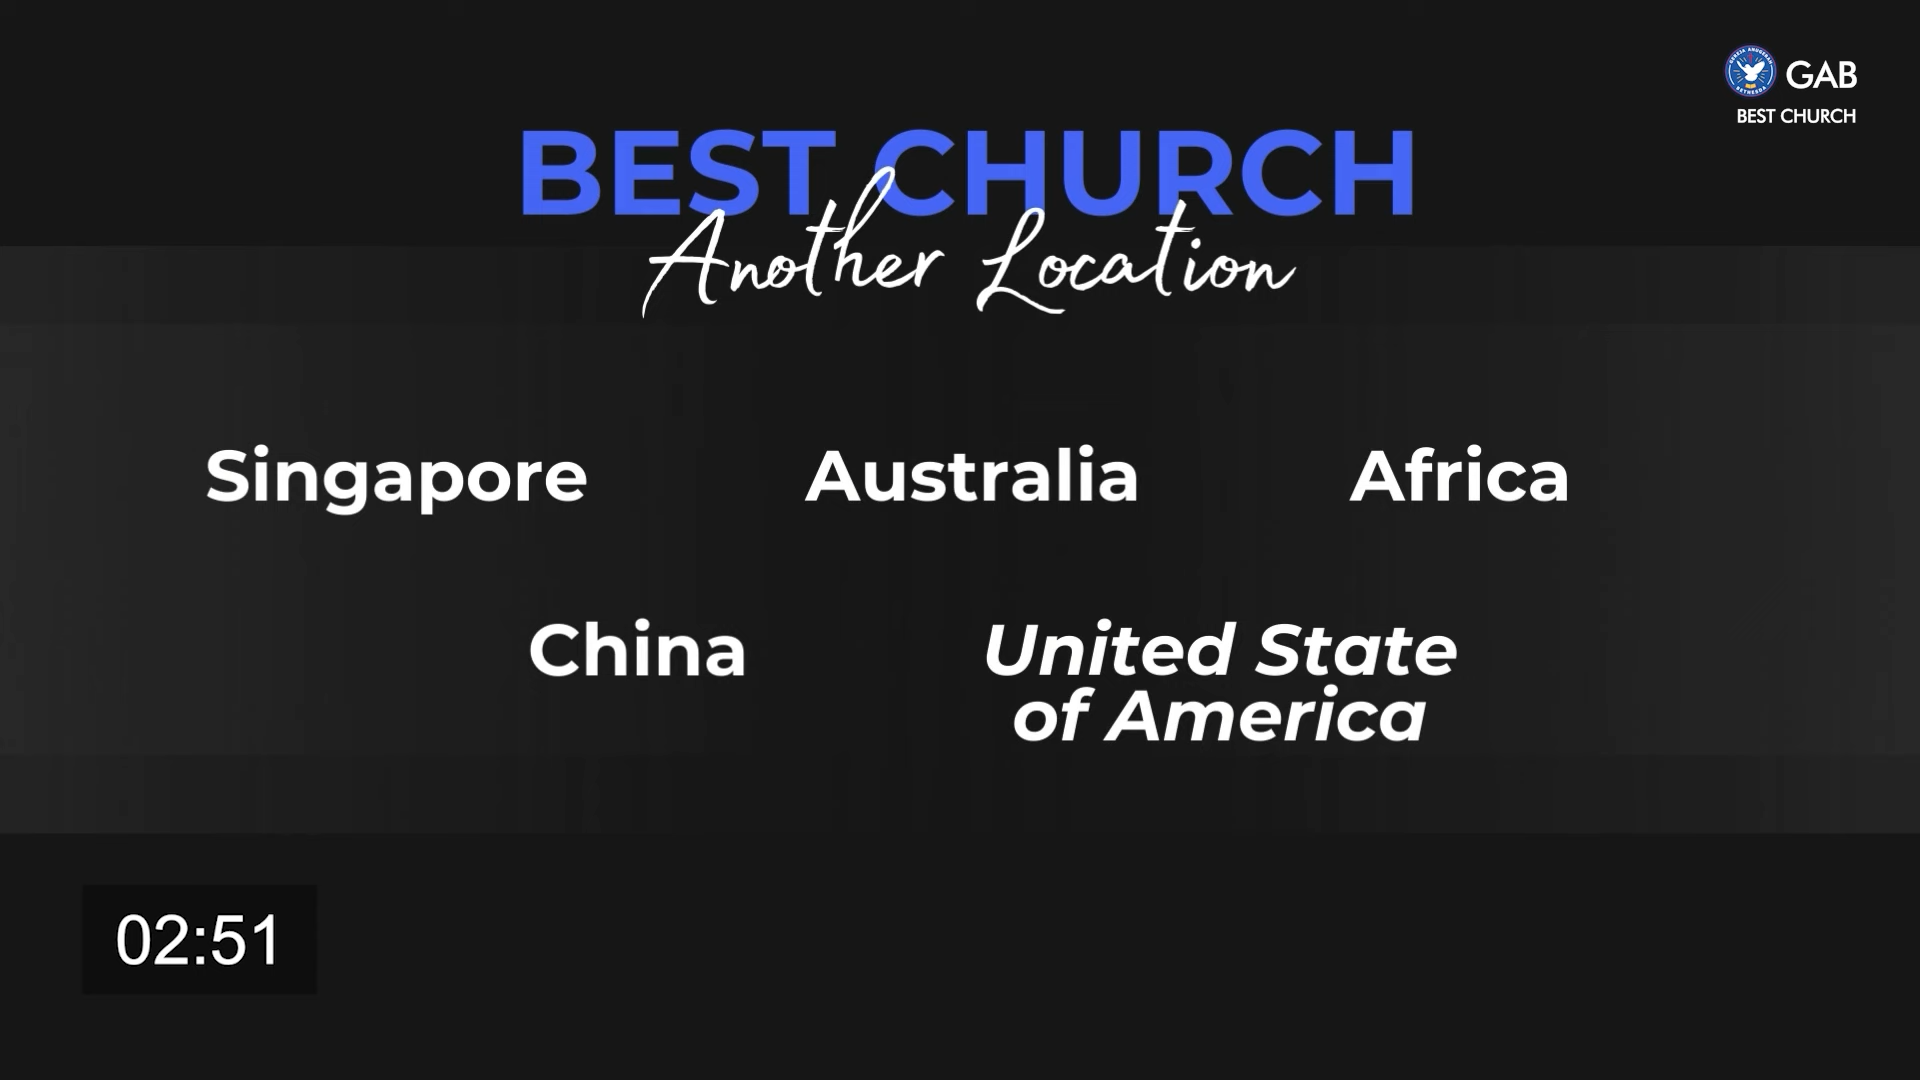 GAB
BEST CHURCH
BEST CHURCH
Another Location
Singapore
Australia
Africa
China
United State
of America
02:51